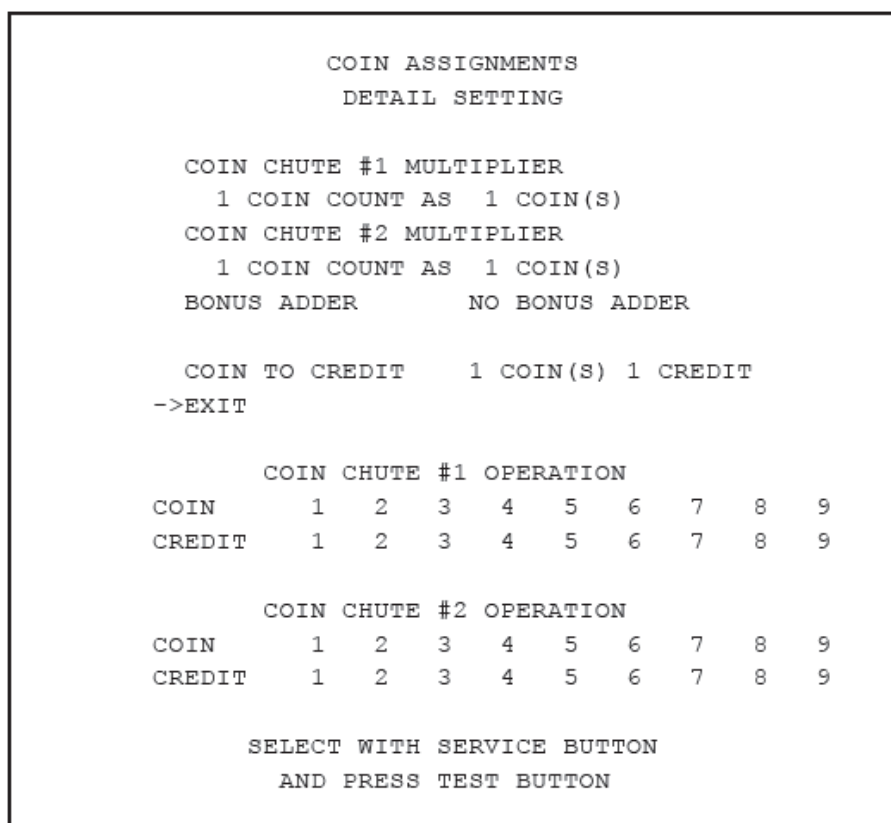 COIN ASSIGNMENTS
DETAIL SETTING
COIN CHUTE #1 MULTIPLIER
1 COIN COUNT AS 1 COIN(S)
COIN CHUTE #2 MULTIPLIER
1 COIN COUNT AS 1 COIN(S)
BONUS ADDER NO BONUS ADDER
COIN TO CREDIT 1 COIN(S) 1 CREDIT
->EXIT
COIN CHUTE #1 OPERATION
COIN 1 2 3 4 5 6 7 8 9
CREDIT 1 2 3 4 5 6 7 8 9
COIN CHUTE #2 OPERATION
COIN 1 2 3 4 5 6 7 8 9
CREDIT 1 2 3 4 5 6 7 8 9
SELECT WITH SERVICE BUTTON
AND PRESS TEST BUTTON